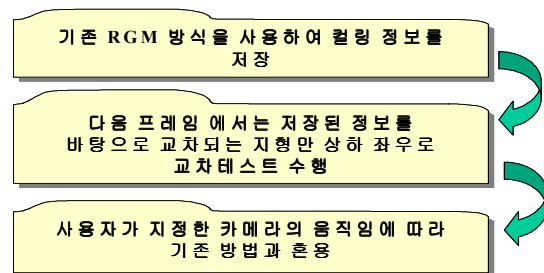 기존 RGM 방식을 사용하여 컬링 정보를
저장
다음 프레임 에서는 저장된 정보를
바탕으로 교차되는 지형만 상하 좌우로
교차테스트 수행
사용자가 지정한 카메라의 움직임에 따라
기존 방법과 혼용